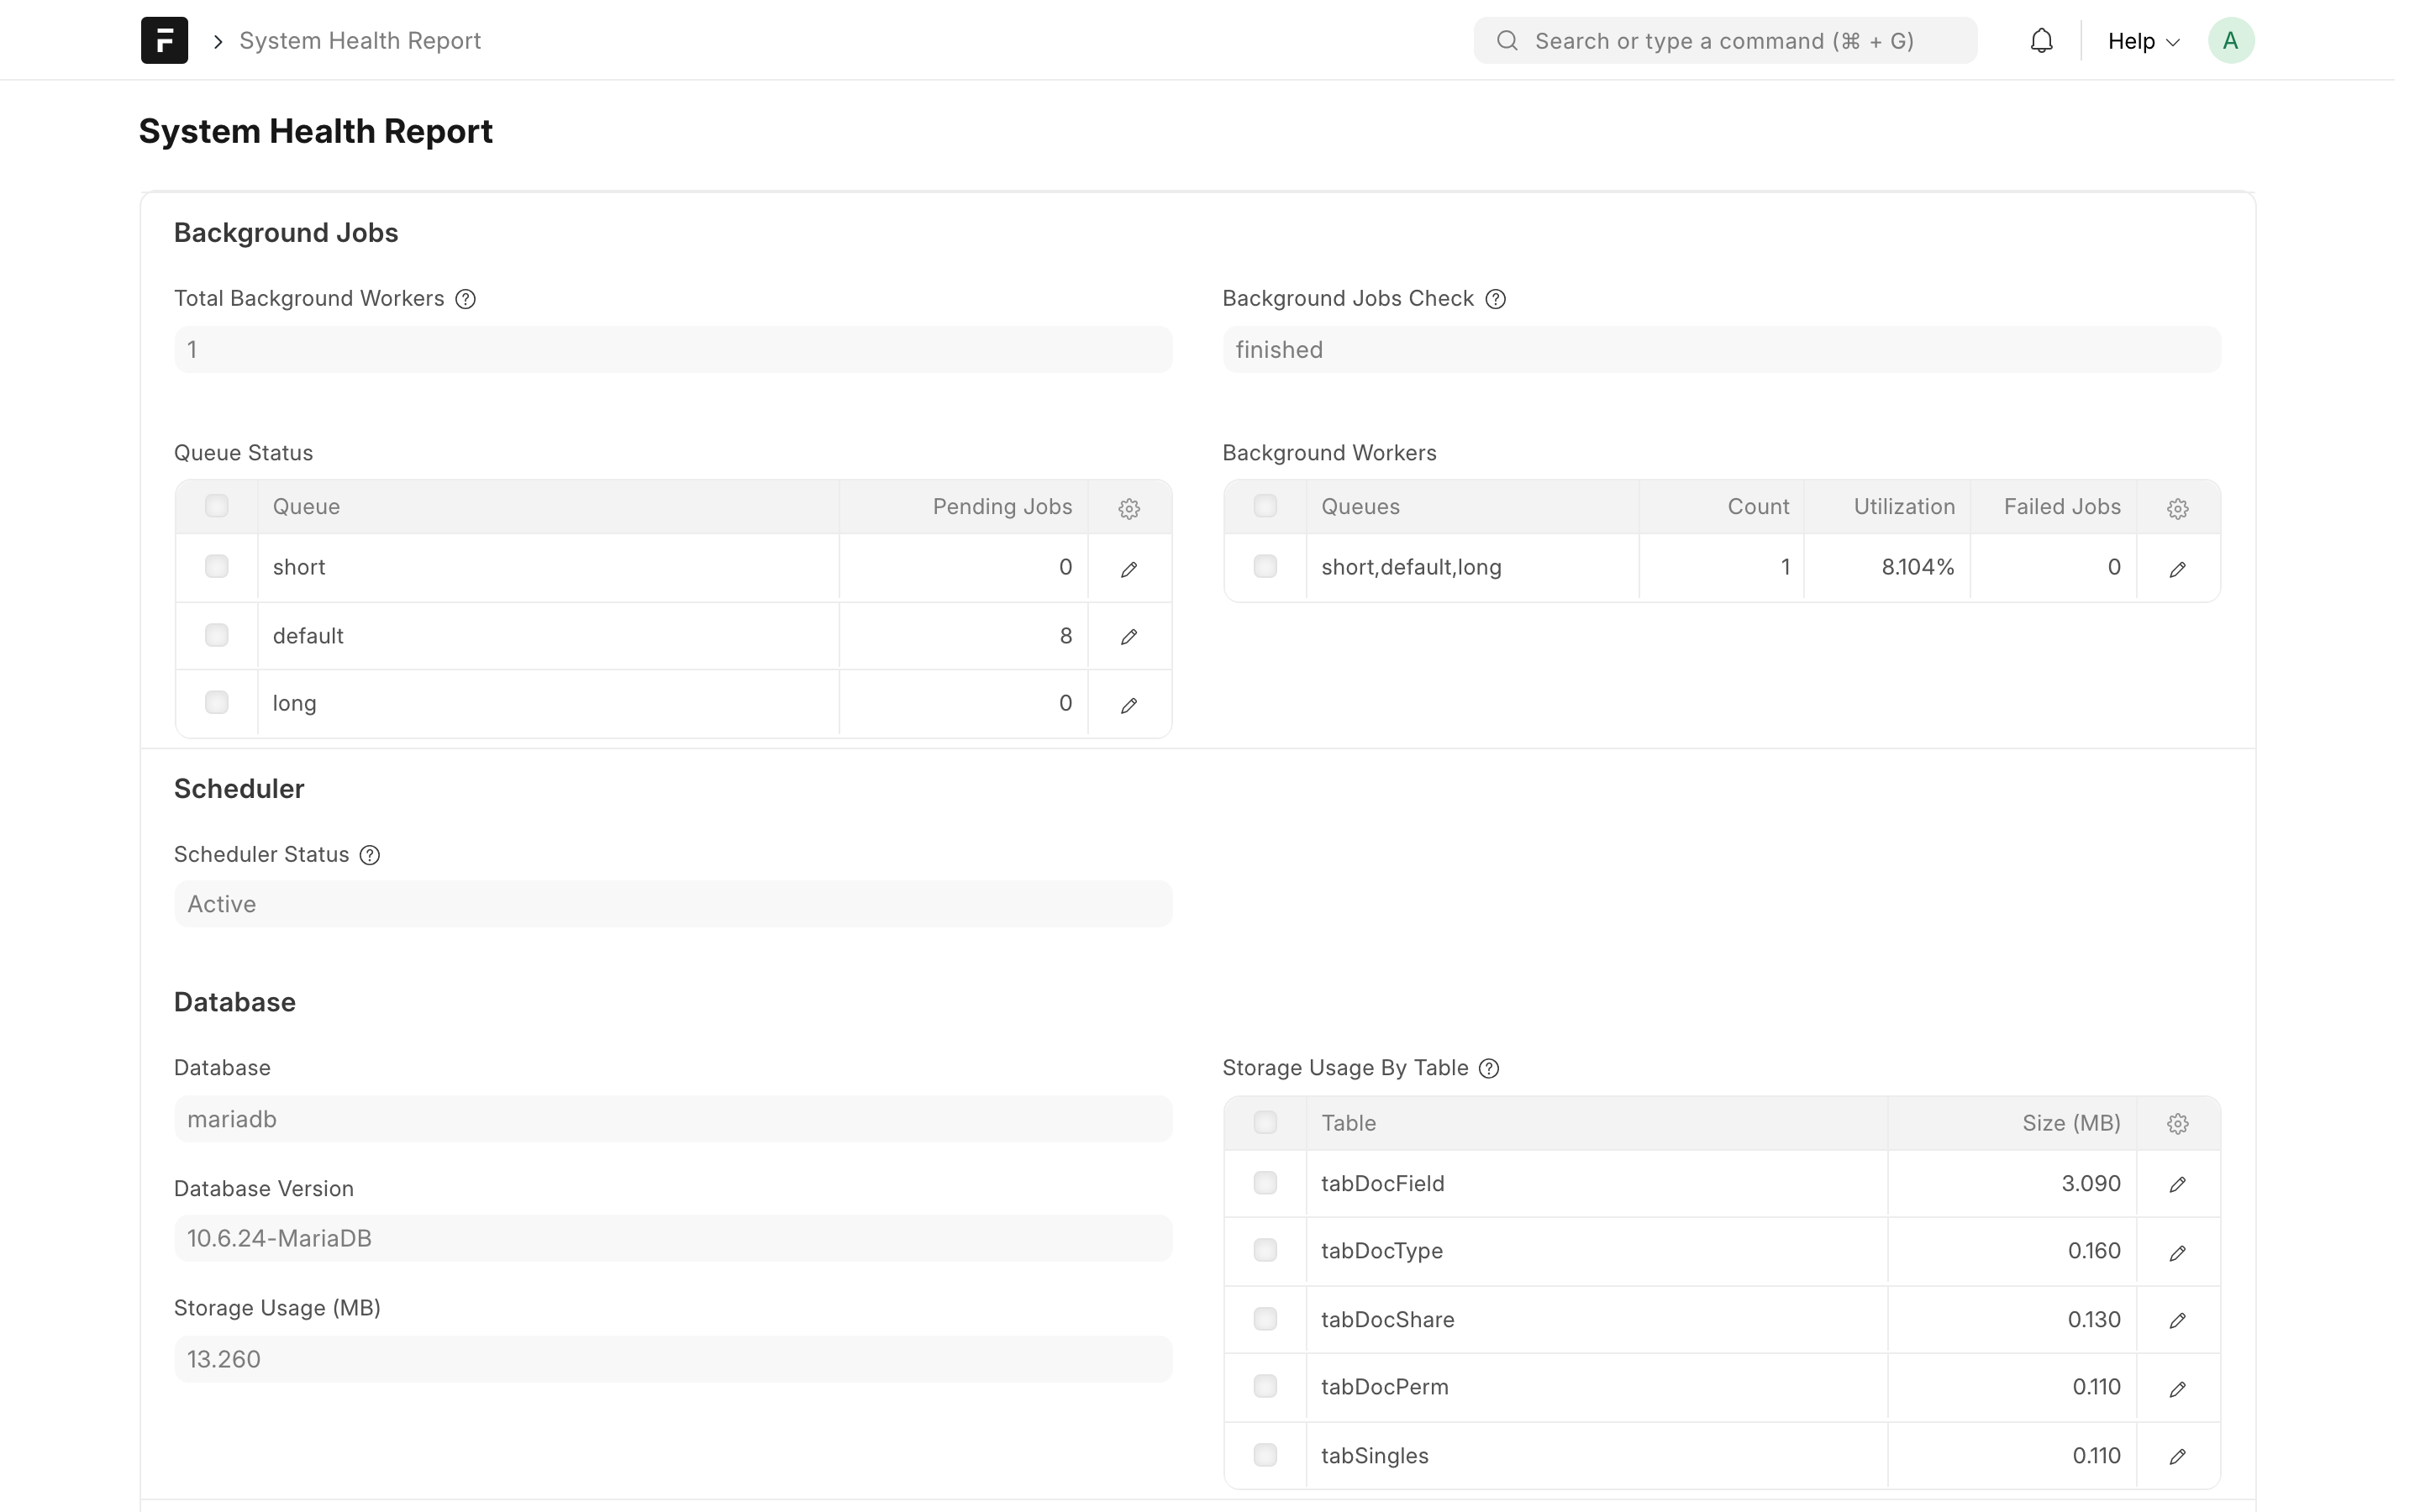 F
System Health Report
Search or type a command (⌘ + G)
Help
A
System Health Report
Background Jobs
Total Background Workers ?
1
Background Jobs Check ?
finished
Queue Status
Queue Pending Jobs
short 0
default 8
long 0
Background Workers
Queues Count Utilization Failed Jobs
short,default,long 1 8.104% 0
Scheduler
Scheduler Status ?
Active
Database
Database
mariadb
Database Version
10.6.24-MariaDB
Storage Usage (MB)
13.260
Storage Usage By Table ?
Table Size (MB)
tabDocField 3.090
tabDocType 0.160
tabDocShare 0.130
tabDocPerm 0.110
tabSingles 0.110